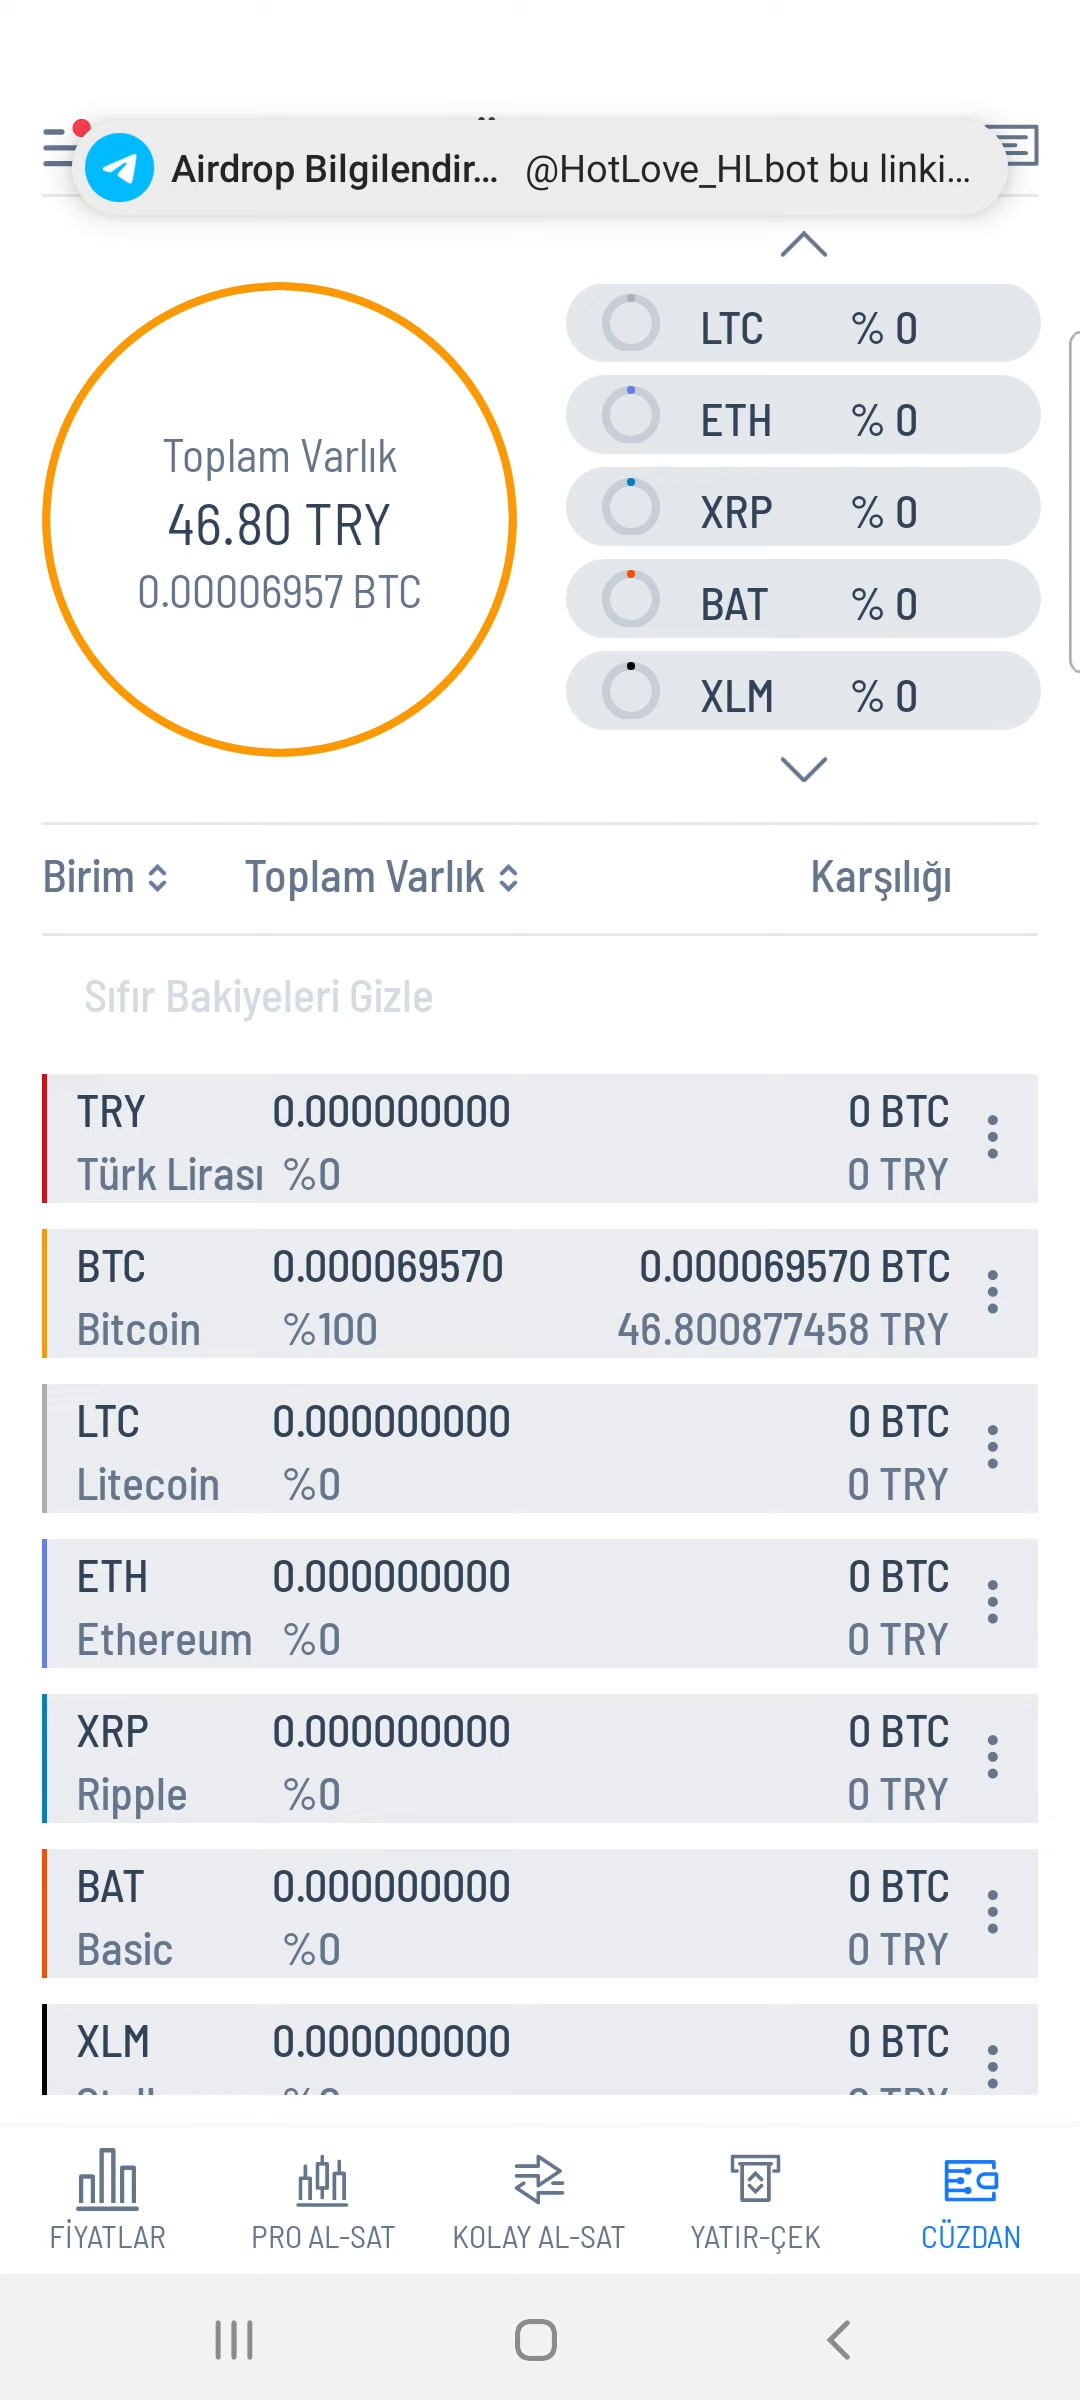 Airdrop Bilgilendir... @HotLove_HLbot bu linki...
Toplam Varlık
46.80 TRY
0.00006957 BTC
LTC % 0
ETH % 0
XRP % 0
BAT % 0
XLM % 0
Birim Toplam Varlık Karşılığı
Sıfır Bakiyeleri Gizle
TRY 0.000000000 0 BTC
Türk Lirası %0 0 TRY
BTC 0.000069570 0.000069570 BTC
Bitcoin %100 46.800877458 TRY
LTC 0.000000000 0 BTC
Litecoin %0 0 TRY
ETH 0.000000000 0 BTC
Ethereum %0 0 TRY
XRP 0.000000000 0 BTC
Ripple %0 0 TRY
BAT 0.000000000 0 BTC
Basic %0 0 TRY
XLM 0.000000000 0 BTC
FİYATLAR PRO AL-SAT KOLAY AL-SAT YATIR-ÇEK CÜZDAN